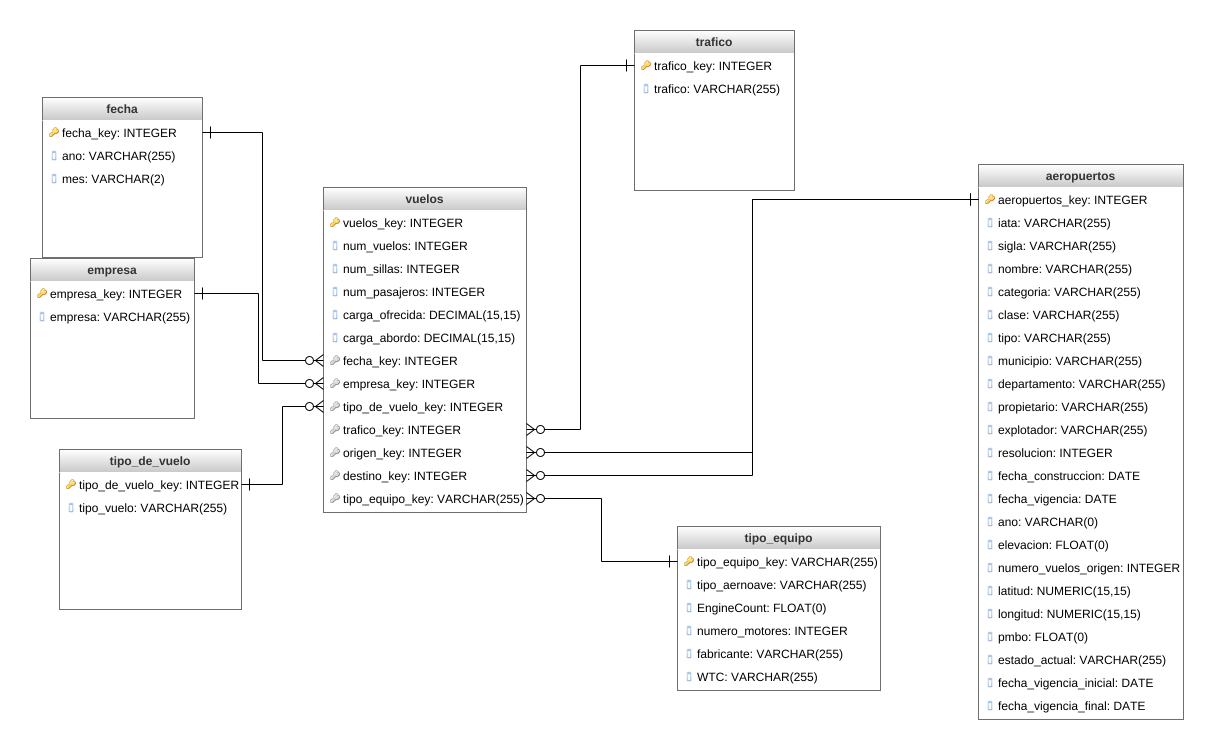 trafico
trafico_key: INTEGER
trafico: VARCHAR(255)
fecha
fecha_key: INTEGER
ano: VARCHAR(255)
mes: VARCHAR(2)
empresa
empresa_key: INTEGER
empresa: VARCHAR(255)
tipo_de_vuelo
tipo_de_vuelo_key: INTEGER
tipo_vuelo: VARCHAR(255)
vuelos
vuelos_key: INTEGER
num_vuelos: INTEGER
num_sillas: INTEGER
num_pasajeros: INTEGER
carga_ofrecida: DECIMAL(15,15)
carga_abordo: DECIMAL(15,15)
fecha_key: INTEGER
empresa_key: INTEGER
tipo_de_vuelo_key: INTEGER
trafico_key: INTEGER
origen_key: INTEGER
destino_key: INTEGER
tipo_equipo_key: VARCHAR(255)
tipo_equipo
tipo_equipo_key: VARCHAR(255)
tipo_aernoave: VARCHAR(255)
EngineCount: FLOAT(0)
numero_motores: INTEGER
fabricante: VARCHAR(255)
WTC: VARCHAR(255)
aeropuertos
aeropuertos_key: INTEGER
iata: VARCHAR(255)
sigla: VARCHAR(255)
nombre: VARCHAR(255)
categoria: VARCHAR(255)
clase: VARCHAR(255)
tipo: VARCHAR(255)
municipio: VARCHAR(255)
departamento: VARCHAR(255)
propietario: VARCHAR(255)
explotador: VARCHAR(255)
resolucion: INTEGER
fecha_construccion: DATE
fecha_vigencia: DATE
ano: VARCHAR(0)
elevacion: FLOAT(0)
numero_vuelos_origen: INTEGER
latitud: NUMERIC(15,15)
longitud: NUMERIC(15,15)
pmbo: FLOAT(0)
estado_actual: VARCHAR(255)
fecha_vigencia_inicial: DATE
fecha_vigencia_final: DATE